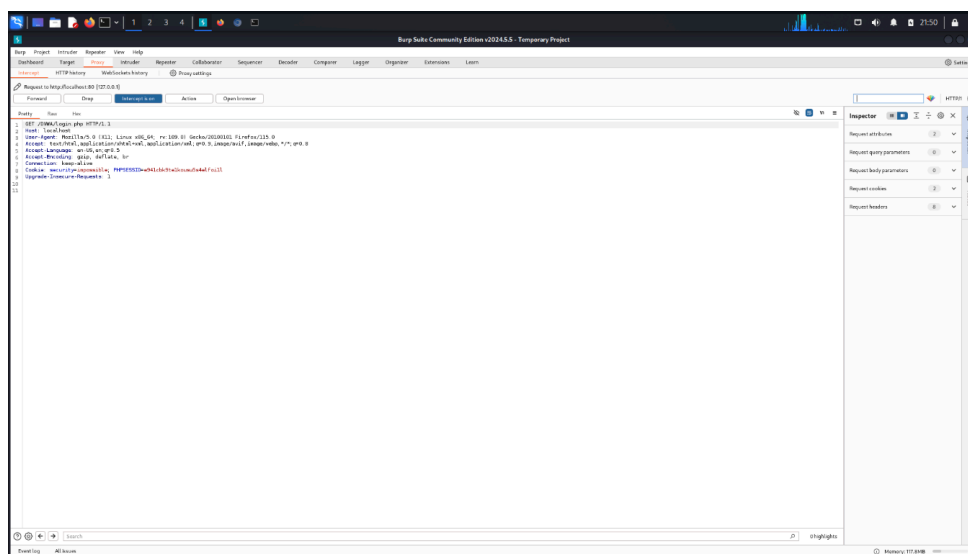 1 2 3 4
21:50
Burp Suite Community Edition v2024.5.5 - Temporary Project
Burp Project Intruder Repeater View Help
Dashboard Target Proxy Intruder Repeater Collaborator Sequencer Decoder Comparer Logger Organizer Extensions Learn
Intercept HTTP history WebSockets history Proxy settings
Request to http://localhost:80 [127.0.0.1]
Forward Drop Intercept is on Action Open browser
Pretty Raw Hex
Inspector
1 GET /DVWA/login.php HTTP/1.1
2 Host: localhost
3 User-Agent: Mozilla/5.0 (X11; Linux x86_64; rv:109.0) Gecko/20100101 Firefox/115.0
4 Accept: text/html,application/xhtml+xml,application/xml;q=0.9,image/avif,image/webp,*/*;q=0.8
5 Accept-Language: en-US,en;q=0.5
6 Accept-Encoding: gzip, deflate, br
7 Connection: keep-alive
8 Cookie: security=impossible;
9 Upgrade-Insecure-Requests: 1
10
11
Request attributes 2
Request query parameters 0
Request body parameters 0
Request cookies 2
Request headers 8
Search
0 highlights
Event log All issues
Memory: 117.8MB